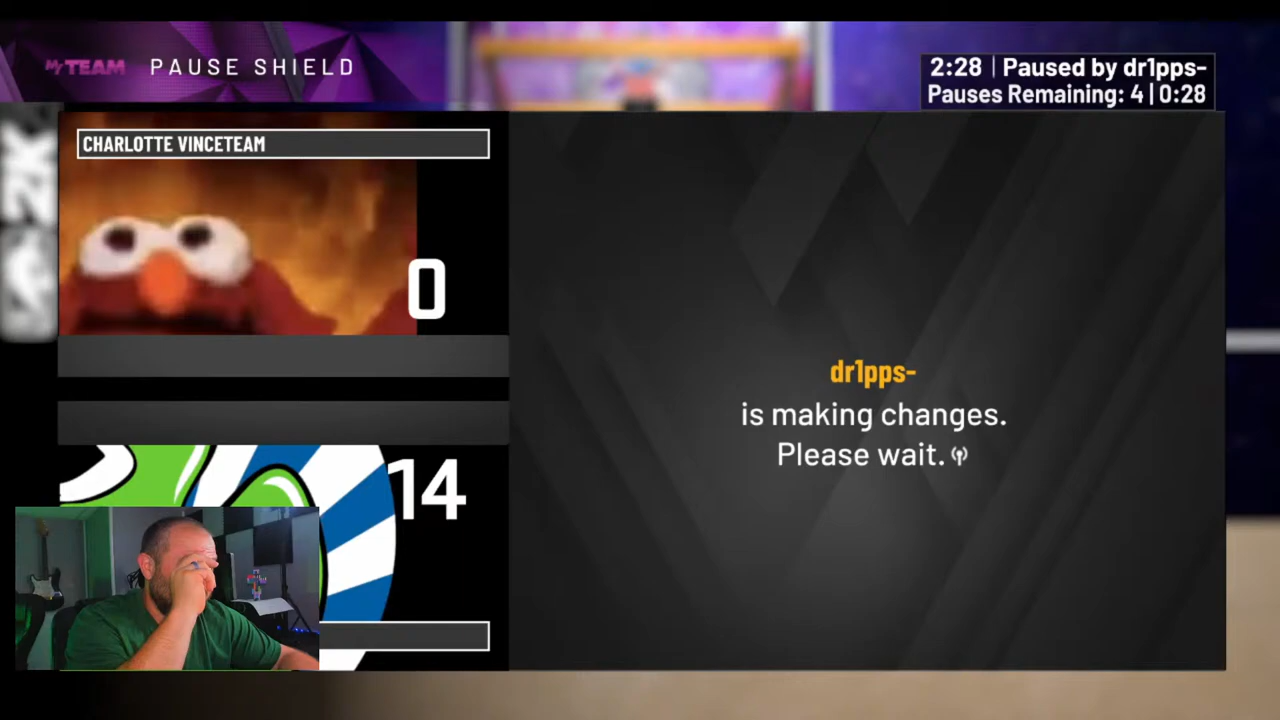 MyTEAM PAUSE SHIELD
2:28 | Paused by dr1pps-
Pauses Remaining: 4 | 0:28
2K
CHARLOTTE VINCETEAM
0
dr1pps-
is making changes.
Please wait.
14